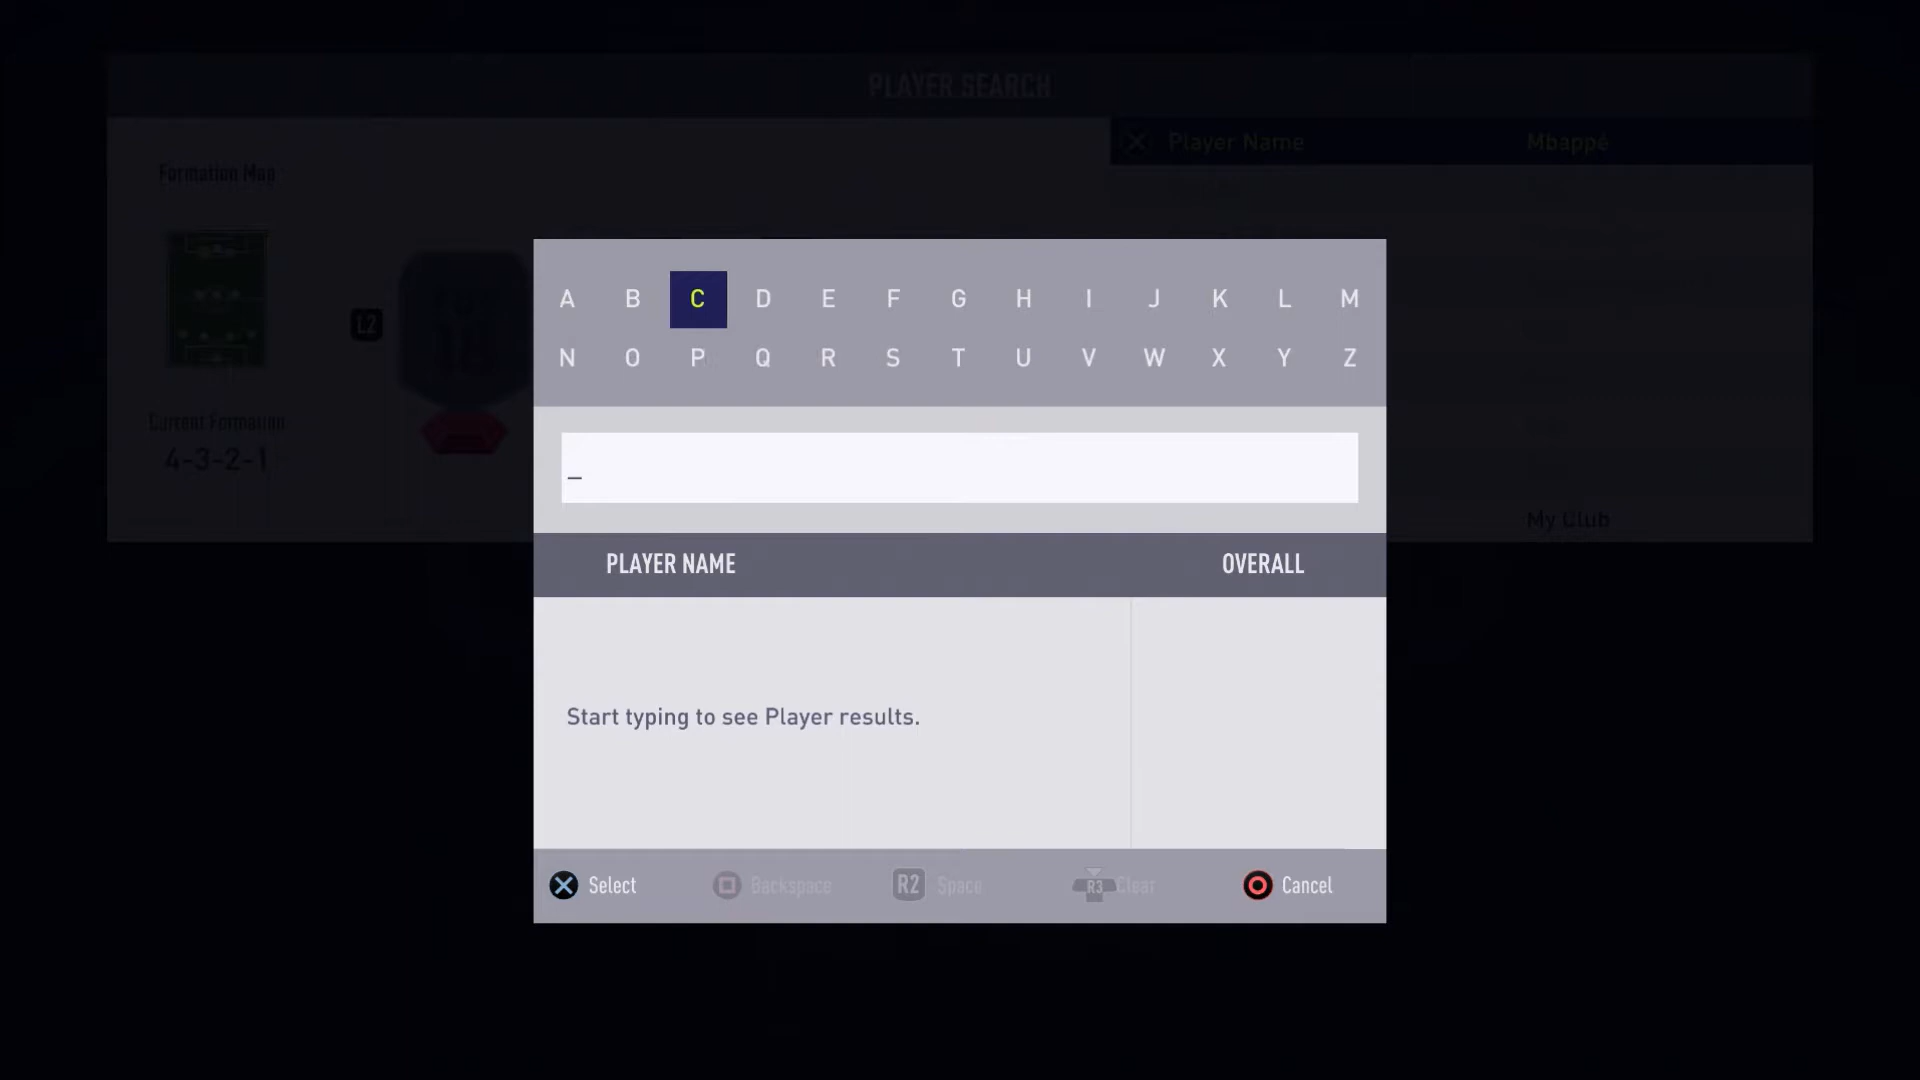 PLAYER SEARCH
Player Name Mbappé
Formation Map
L2
Current Formation
4-3-2-1
My Club
A B C D E F G H I J K L M
N O P Q R S T U V W X Y Z
_
PLAYER NAME OVERALL
Start typing to see Player results.
Select Backspace R2 Space R3 Clear Cancel